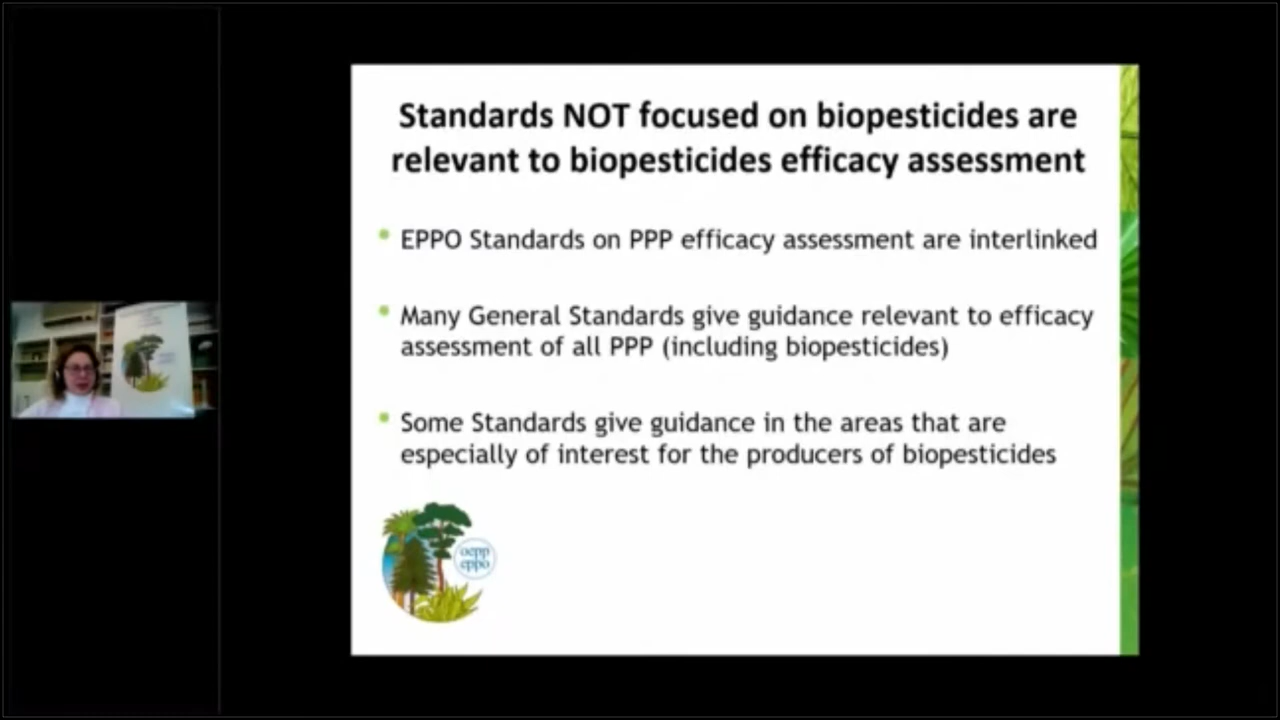 Standards NOT focused on biopesticides are
relevant to biopesticides efficacy assessment
• EPPO Standards on PPP efficacy assessment are interlinked
• Many General Standards give guidance relevant to efficacy
assessment of all PPP (including biopesticides)
• Some Standards give guidance in the areas that are
especially of interest for the producers of biopesticides
oepp
eppo